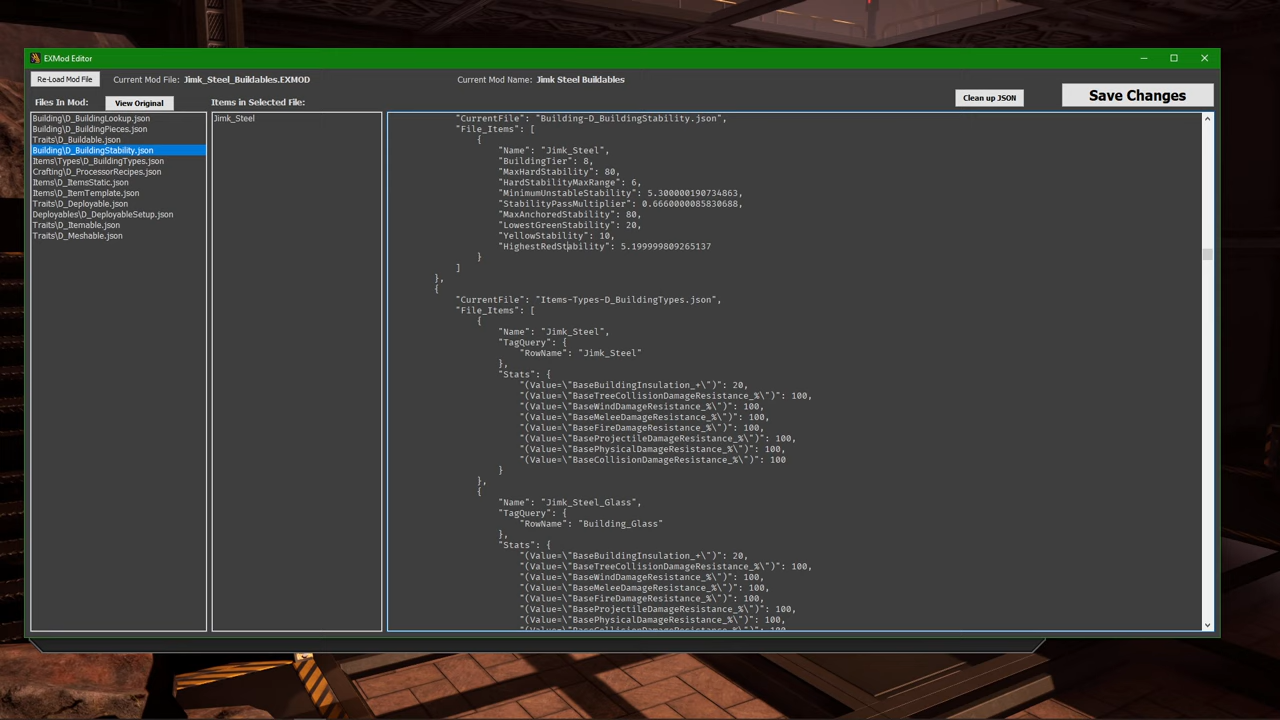 EXMod Editor
Re-Load Mod File
Current Mod File: Jimk_Steel_Buildables.EXMOD
Current Mod Name: Jimk Steel Buildables
Files In Mod:
View Original
Items in Selected File:
Clean up JSON
Save Changes
Building\D_BuildingLookup.json
Building\D_BuildingPieces.json
Traits\D_Buildable.json
Building\D_BuildingStability.json
Items\Types\D_BuildingTypes.json
Crafting\D_ProcessorRecipes.json
Items\D_ItemsStatic.json
Items\D_ItemTemplate.json
Traits\D_Deployable.json
Deployables\D_DeployableSetup.json
Traits\D_Itemable.json
Traits\D_Meshable.json
Jimk_Steel
"CurrentFile": "Building-D_BuildingStability.json",
"File_Items": [
{
"Name": "Jimk_Steel",
"BuildingTier": 8,
"MaxHardStability": 80,
"HardStabilityMaxRange": 6,
"MinimumUnstableStability": 5.300000190734863,
"StabilityPassMultiplier": 0.6660000085830688,
"MaxAnchoredStability": 80,
"LowestGreenStability": 20,
"YellowStability": 10,
"HighestRedStability": 5.199999809265137
}
]
},
{
"CurrentFile": "Items-Types-D_BuildingTypes.json",
"File_Items": [
{
"Name": "Jimk_Steel",
"TagQuery": {
"RowName": "Jimk_Steel"
},
"Stats": {
"(Value=\"BaseBuildingInsulation_+\")": 20,
"(Value=\"BaseTreeCollisionDamageResistance_%\")": 100,
"(Value=\"BaseWindDamageResistance_%\")": 100,
"(Value=\"BaseMeleeDamageResistance_%\")": 100,
"(Value=\"BaseFireDamageResistance_%\")": 100,
"(Value=\"BaseProjectileDamageResistance_%\")": 100,
"(Value=\"BasePhysicalDamageResistance_%\")": 100,
"(Value=\"BaseCollisionDamageResistance_%\")": 100
}
},
{
"Name": "Jimk_Steel_Glass",
"TagQuery": {
"RowName": "Building_Glass"
},
"Stats": {
"(Value=\"BaseBuildingInsulation_+\")": 20,
"(Value=\"BaseTreeCollisionDamageResistance_%\")": 100,
"(Value=\"BaseWindDamageResistance_%\")": 100,
"(Value=\"BaseMeleeDamageResistance_%\")": 100,
"(Value=\"BaseFireDamageResistance_%\")": 100,
"(Value=\"BaseProjectileDamageResistance_%\")": 100,
"(Value=\"BasePhysicalDamageResistance_%\")": 100,
"(Value=\"BaseCollisionDamageResistance_%\")": 100